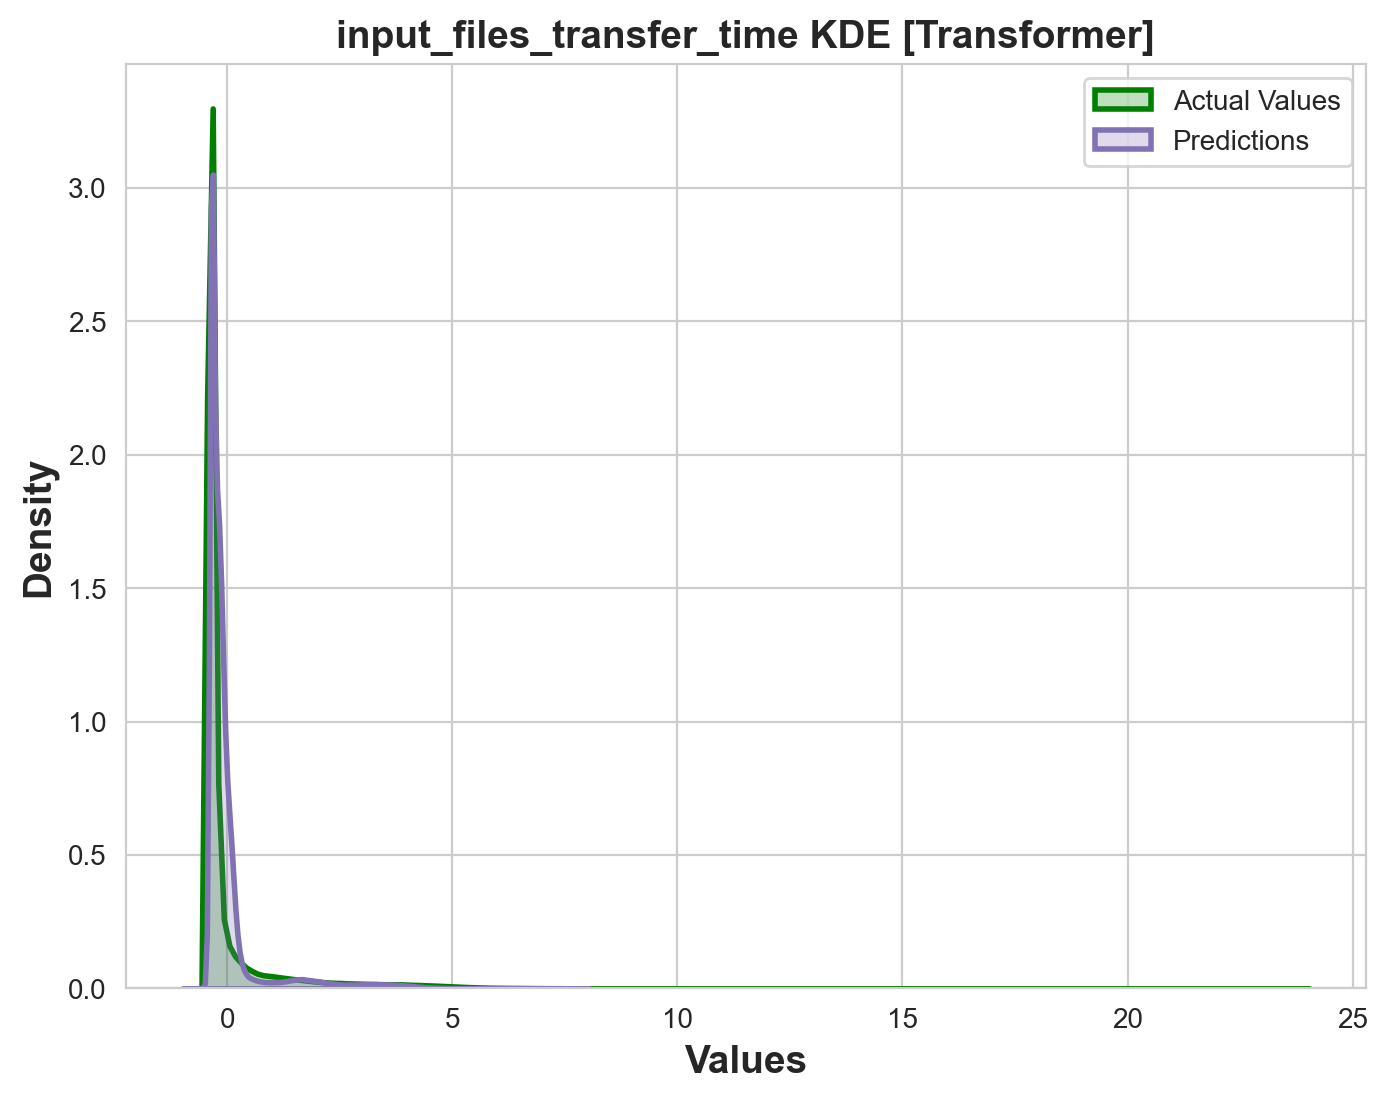 input_files_transfer_time KDE [Transformer]
Actual Values
Predictions
Density
3.0
2.5
2.0
1.5
1.0
0.5
0.0
0 5 10 15 20 25
Values